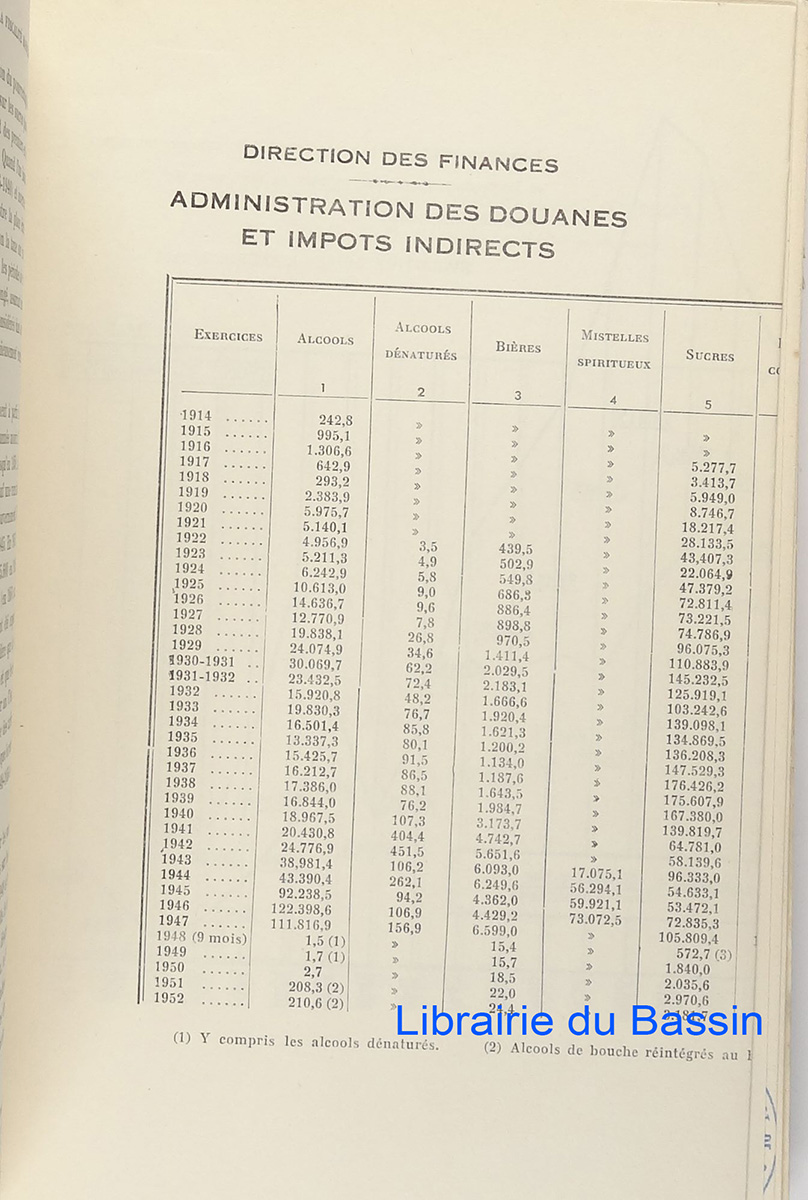 DIRECTION DES FINANCES
ADMINISTRATION DES DOUANES
ET IMPOTS INDIRECTS
EXERCICES ALCOOLS ALCOOLS DÉNATURÉS BIÈRES MISTELLES SPIRITUEUX SUCRES
1 2 3 4 5
1914 ...... 242,8 » » » »
1915 ...... 995,1 » » » »
1916 ...... 1.306,6 » » » 5.277,7
1917 ...... 642,9 » » » 3.413,7
1918 ...... 293,2 » » » 5.949,0
1919 ...... 2.383,9 » » » 8.746,7
1920 ...... 5.975,7 » » » 18.217,4
1921 ...... 5.140,1 » » » 28.133,5
1922 ...... 4.956,9 3,5 439,5 » 43,407,3
1923 ...... 5.211,3 4,9 502,9 » 22.064,9
1924 ...... 6.242,9 5,8 549,8 » 47.379,2
1925 ...... 10.613,0 9,0 686,3 » 72.811,4
1926 ...... 14.636,7 9,6 886,4 » 73.221,5
1927 ...... 12.770,9 7,8 898,8 » 74.786,9
1928 ...... 19.838,1 26,8 970,5 » 96.075,3
1929 ...... 24.074,9 34,6 1.411,4 » 110.883,9
1930-1931 .. 30.069,7 62,2 2.029,5 » 145.232,5
1931-1932 .. 23.432,5 72,4 2.183,1 » 125.919,1
1932 ...... 15.920,8 48,2 1.666,6 » 103.242,6
1933 ...... 19.830,3 76,7 1.920,4 » 139.098,1
1934 ...... 16.501,4 85,8 1.621,3 » 134.869,5
1935 ...... 13.337,3 80,1 1.200,2 » 136.208,3
1936 ...... 15.425,7 91,5 1.134,0 » 147.529,3
1937 ...... 16.212,7 86,5 1.187,6 » 176.426,2
1938 ...... 17.386,0 88,1 1.643,5 » 175.607,9
1939 ...... 16.844,0 76,2 1.984,7 » 167.380,0
1940 ...... 18.967,5 107,3 3.173,7 » 139.819,7
1941 ...... 20.430,8 404,4 4.742,7 » 64.781,0
1942 ...... 24.776,9 451,5 5.651,6 » 58.139,6
1943 ...... 38,981,4 106,2 6.093,0 17.075,1 96.333,0
1944 ...... 43.390,4 262,1 6.249,6 56.294,1 54.633,1
1945 ...... 92.238,5 94,2 4.362,0 59.921,1 53.472,1
1946 ...... 122.398,6 106,9 4.429,2 73.072,5 72.835,3
1947 ...... 111.816,9 156,9 6.599,0 » 105.809,4
1948 (9 mois) 1,5 (1) » 15,4 » 572,7 (3)
1949 ...... 1,7 (1) » 15,7 » 1.840,0
1950 ...... 2,7 » 18,5 » 2.035,6
1951 ...... 208,3 (2) » 22,0 » 2.970,6
1952 ...... 210,6 (2) » 24,4
Librairie du Bassin
(1) Y compris les alcools dénaturés. (2) Alcools de bouche réintégrés au